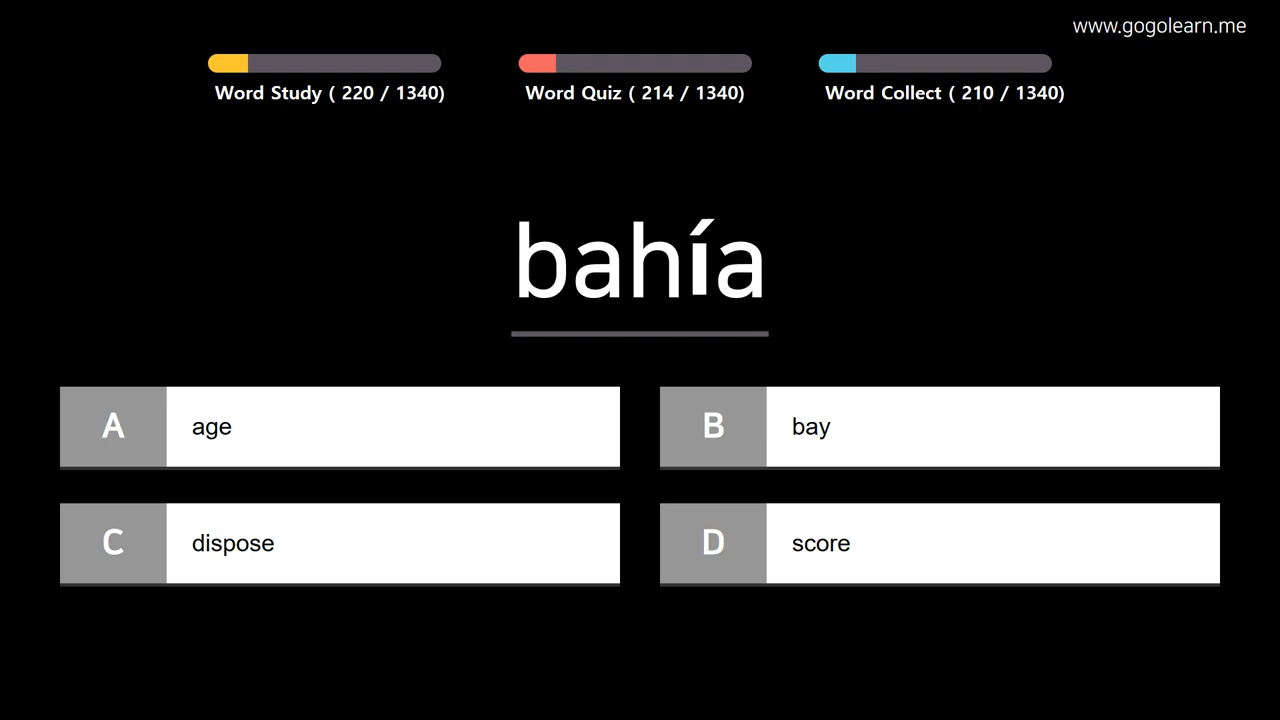 www.gogolearn.me
Word Study ( 220 / 1340)
Word Quiz ( 214 / 1340)
Word Collect ( 210 / 1340)
bahía
A age
B bay
C dispose
D score